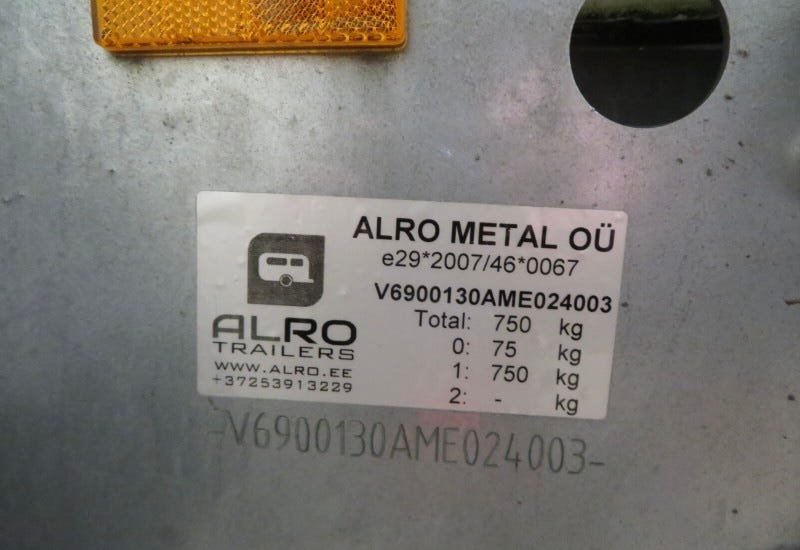 ALRO METAL OÜ
e29*2007/46*0067
V6900130AME024003
Total: 750 kg
0: 75 kg
1: 750 kg
2: - kg
ALRO
TRAILERS
WWW.ALRO.EE
+37253913229
-V6900130AME024003-